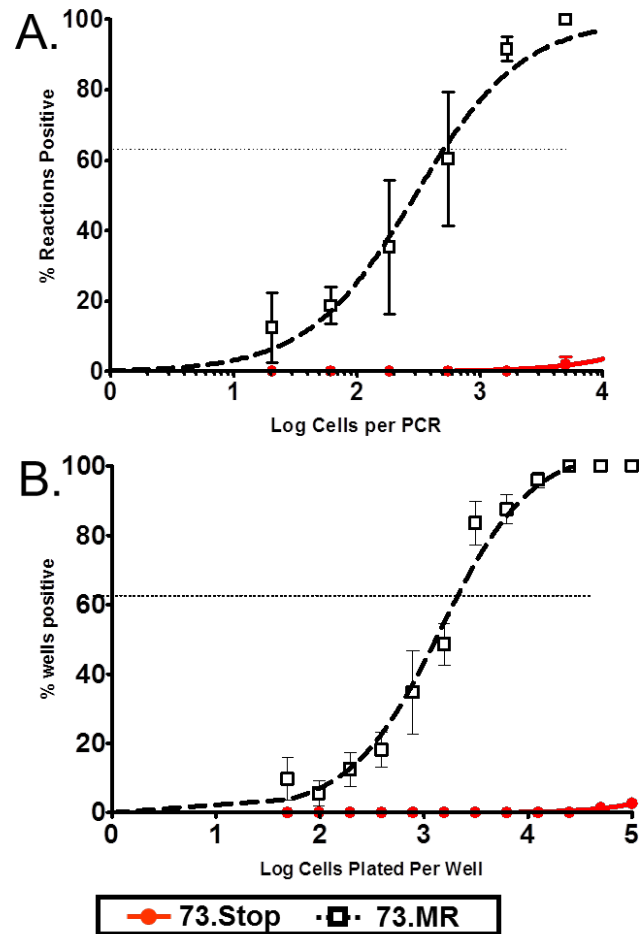 A.
% Reactions Positive
100
80
60
40
20
0
0 1 2 3 4
Log Cells per PCR
B.
% wells positive
100
80
60
40
20
0
0 1 2 3 4 5
Log Cells Plated Per Well
73.Stop 73.MR